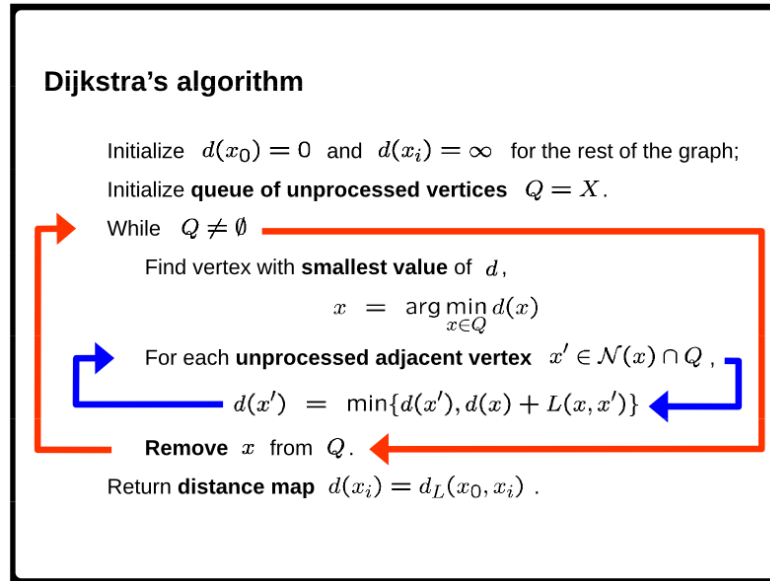 Dijkstra's algorithm
Initialize d(x₀) = 0 and d(xᵢ) = ∞ for the rest of the graph;
Initialize queue of unprocessed vertices Q = X.
While Q ≠ ∅
Find vertex with smallest value of d,
x = arg min d(x)
x∈Q
For each unprocessed adjacent vertex x′ ∈ 𝒩(x) ∩ Q ,
d(x′) = min{d(x′), d(x) + L(x, x′)}
Remove x from Q.
Return distance map d(xᵢ) = d_L(x₀, xᵢ) .